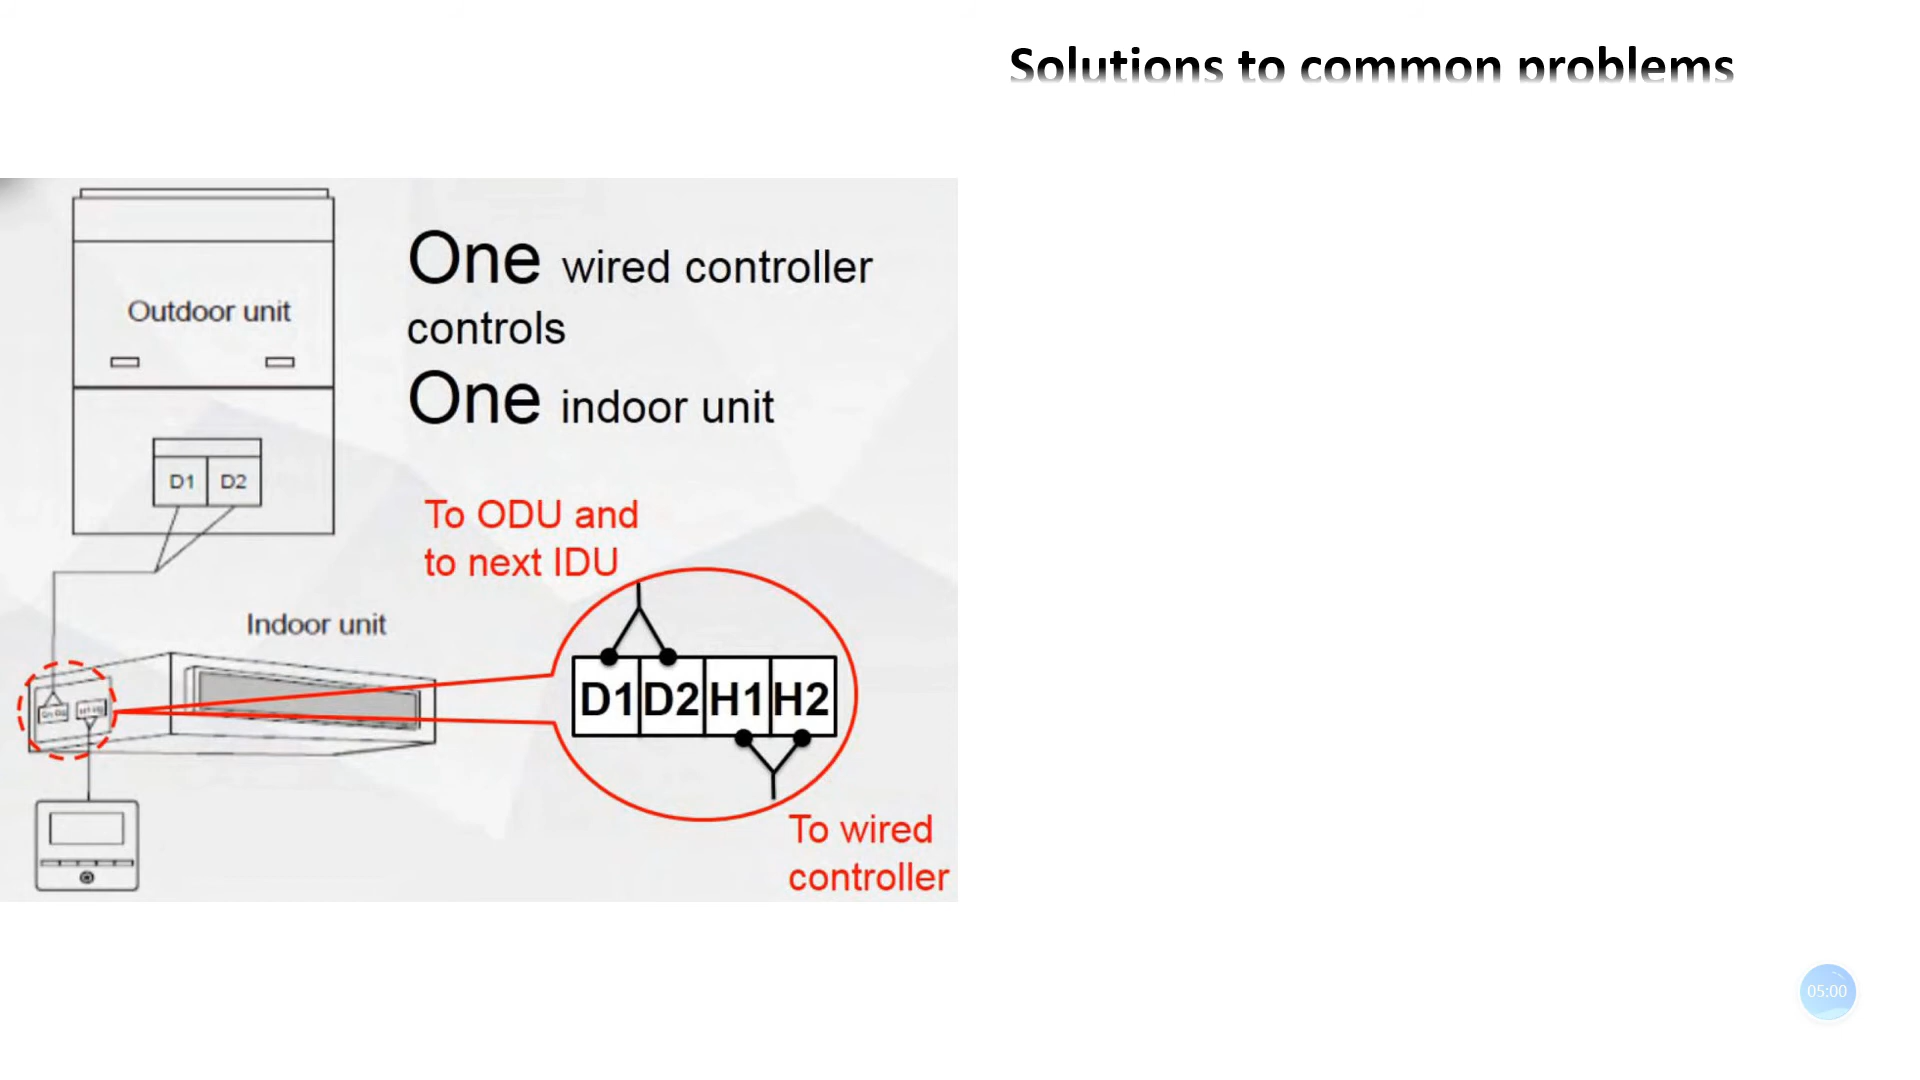 Solutions to common problems
One wired controller
controls
One indoor unit
Outdoor unit
D1 D2
To ODU and
to next IDU
Indoor unit
D1 D2 H1 H2
To wired
controller
05:00